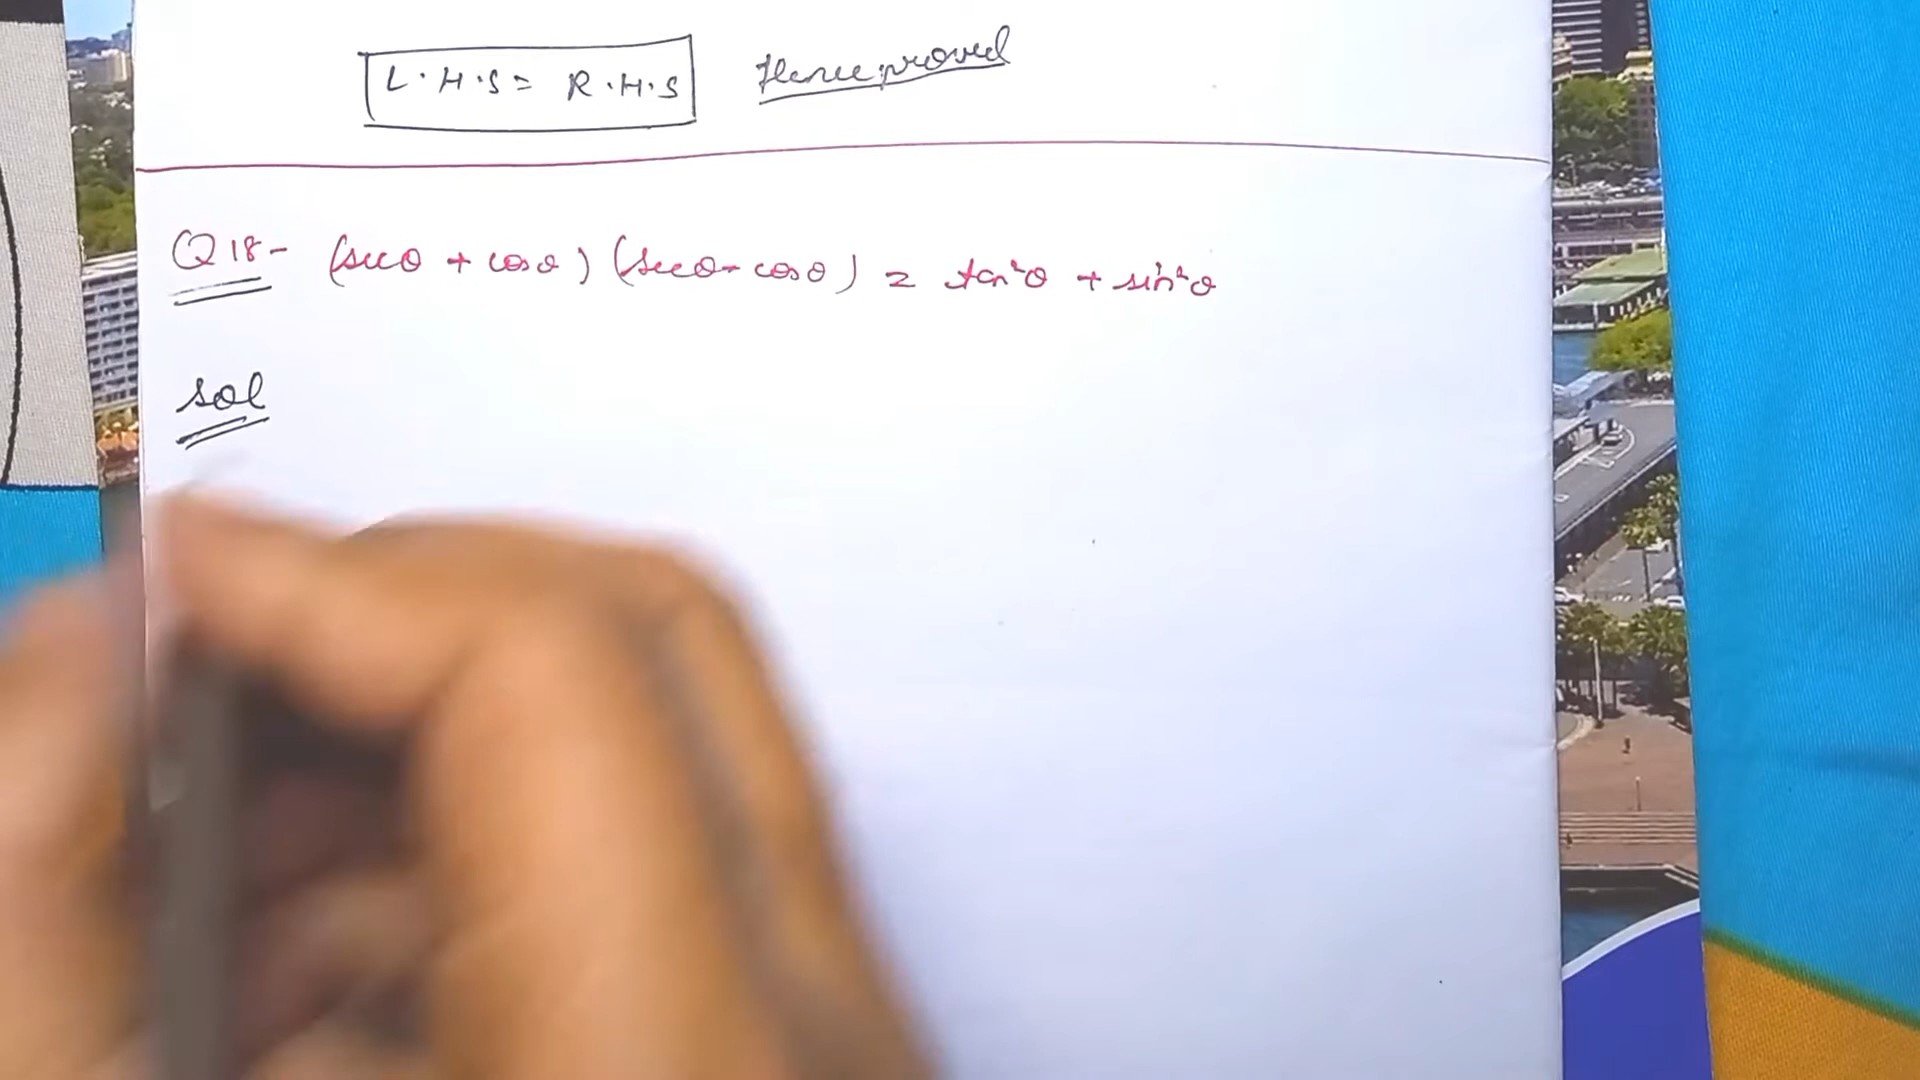 L.H.S = R.H.S Hence proved
Q18- (secθ + cosθ) (secθ - cosθ) = tan²θ + sin²θ
sol